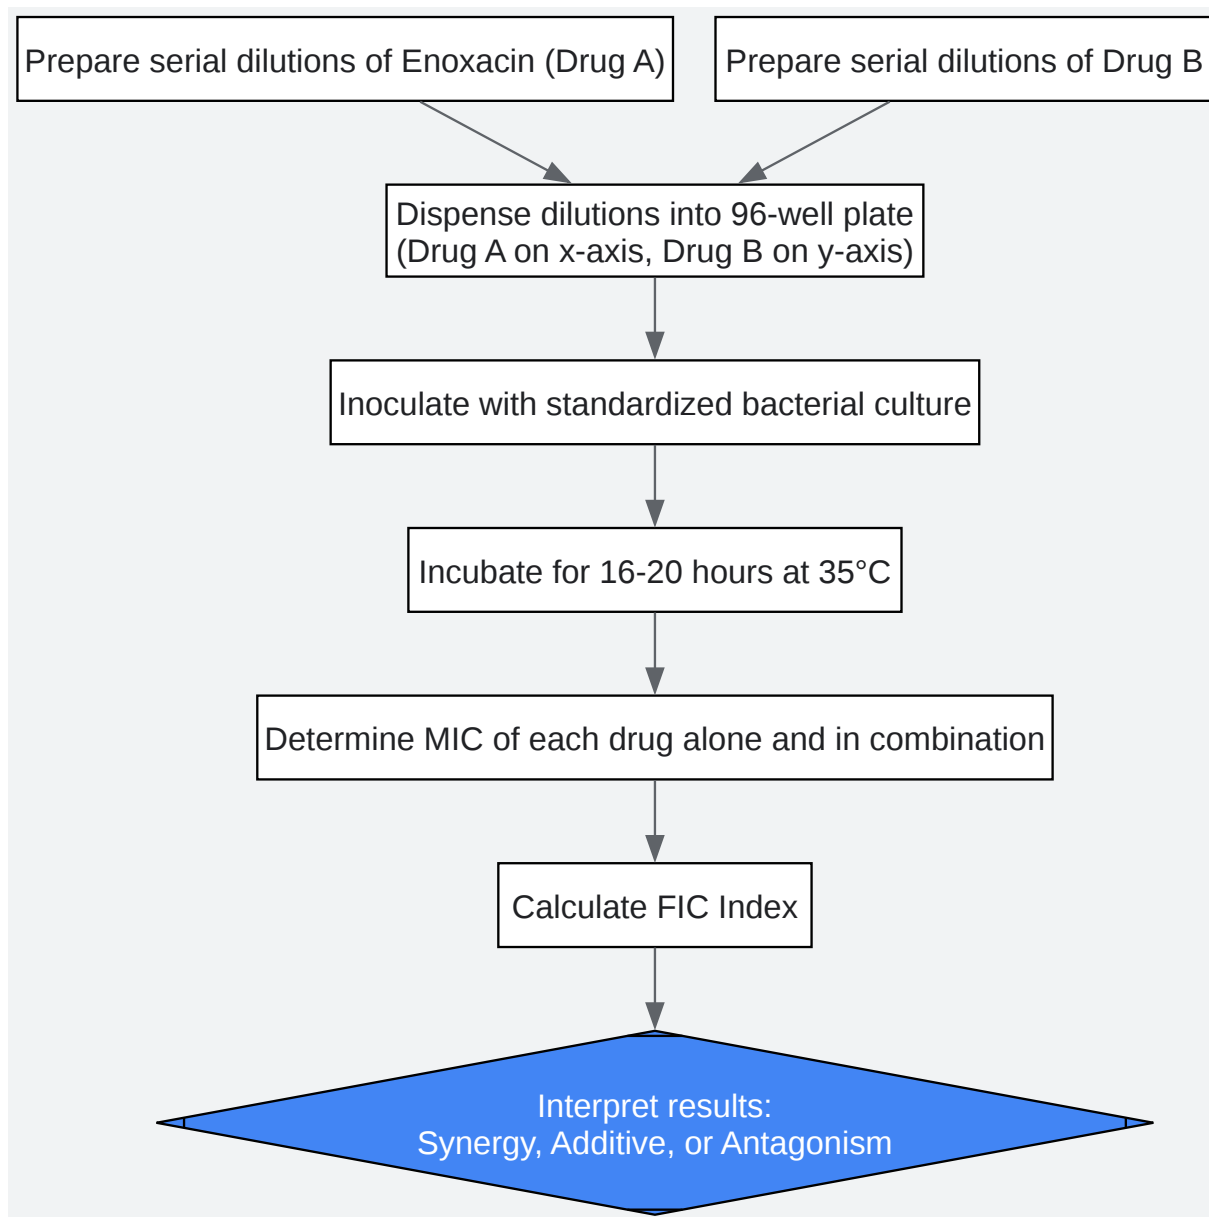 Prepare serial dilutions of Enoxacin (Drug A)
Prepare serial dilutions of Drug B
Dispense dilutions into 96-well plate
(Drug A on x-axis, Drug B on y-axis)
Inoculate with standardized bacterial culture
Incubate for 16-20 hours at 35°C
Determine MIC of each drug alone and in combination
Calculate FIC Index
Interpret results:
Synergy, Additive, or Antagonism